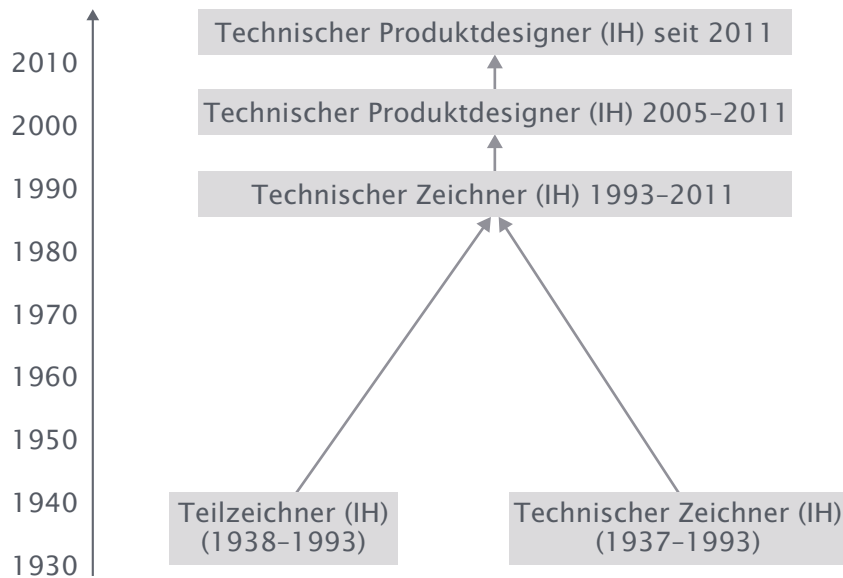 Technischer Produktdesigner (IH) seit 2011
2010
Technischer Produktdesigner (IH) 2005–2011
2000
1990
Technischer Zeichner (IH) 1993–2011
1980
1970
1960
1950
1940
Teilzeichner (IH)
(1938–1993)
Technischer Zeichner (IH)
(1937–1993)
1930